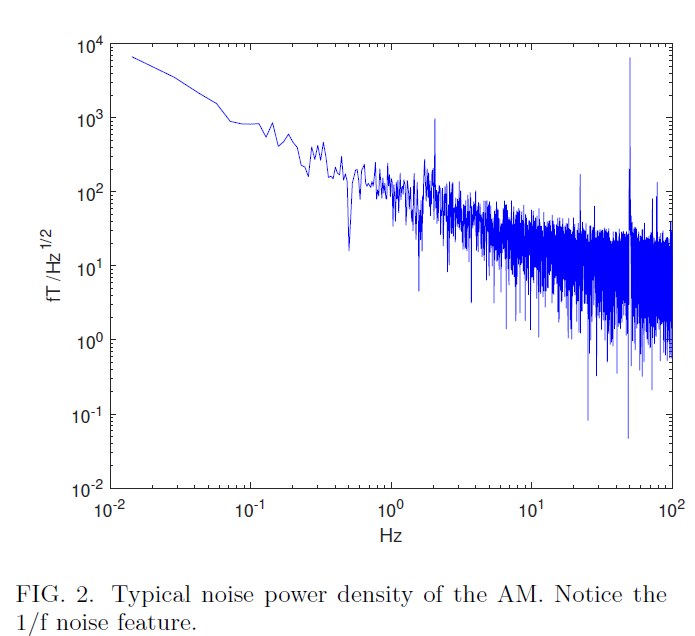 10^4
10^3
10^2
10^1
10^0
10^-1
10^-2
fT/Hz^1/2
10^-2 10^-1 10^0 10^1 10^2
Hz
FIG. 2. Typical noise power density of the AM. Notice the
1/f noise feature.